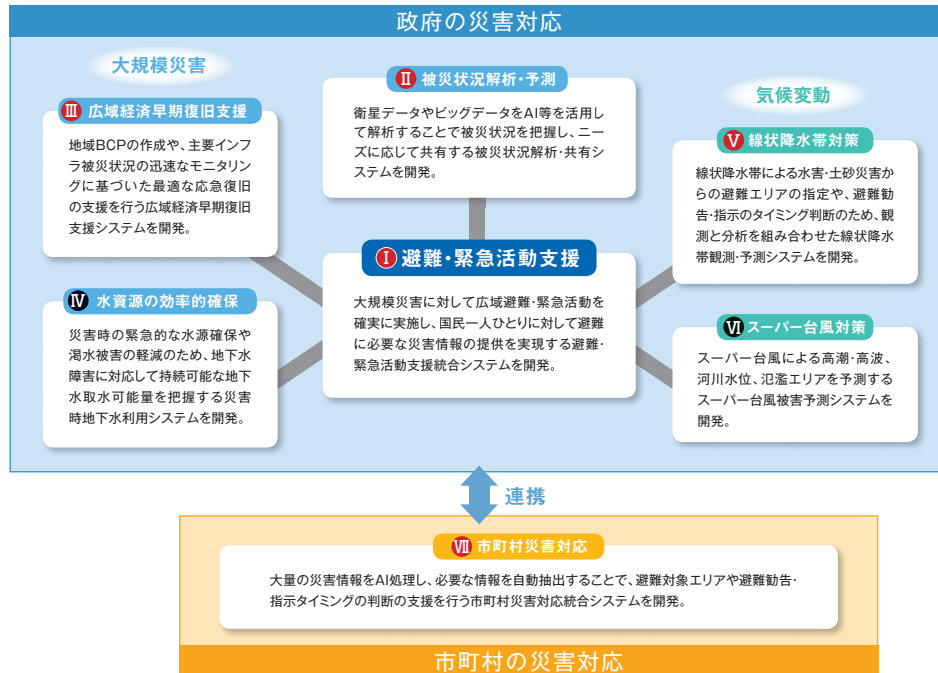 政府の災害対応
大規模災害
Ⅲ 広域経済早期復旧支援
地域BCPの作成や、主要インフ
ラ被災状況の迅速なモニタリン
グに基づいた最適な応急復旧
の支援を行う広域経済早期復旧
支援システムを開発。
Ⅳ 水資源の効率的確保
災害時の緊急的な水源確保や
渇水被害の軽減のため、地下水
障害に対応して持続可能な地下
水取水可能量を把握する災害
時地下水利用システムを開発。
Ⅱ 被災状況解析・予測
衛星データやビッグデータをAI等を活用し
て解析することで被災状況を把握し、ニー
ズに応じて共有する被災状況解析・共有シ
ステムを開発。
Ⅰ 避難・緊急活動支援
大規模災害に対して広域避難・緊急活動を
確実に実施し、国民一人ひとりに対して避難
に必要な災害情報の提供を実現する避難・
緊急活動支援統合システムを開発。
気候変動
Ⅴ 線状降水帯対策
線状降水帯による水害・土砂災害か
らの避難エリアの指定や、避難勧
告・指示のタイミング判断のため、観
測と分析を組み合わせた線状降水
帯観測・予測システムを開発。
Ⅵ スーパー台風対策
スーパー台風による高潮・高波、
河川水位、氾濫エリアを予測する
スーパー台風被害予測システムを
開発。
連携
Ⅶ 市町村災害対応
大量の災害情報をAI処理し、必要な情報を自動抽出することで、避難対象エリアや避難勧告・
指示タイミングの判断の支援を行う市町村災害対応統合システムを開発。
市町村の災害対応